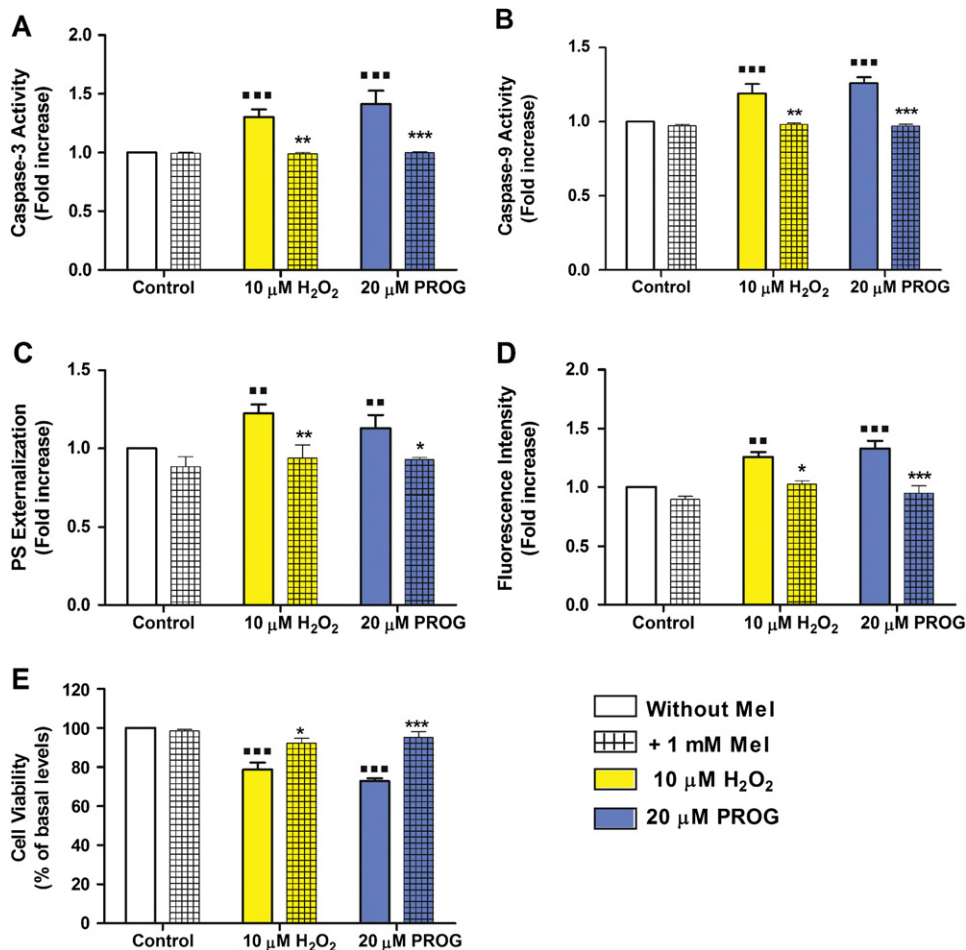 A
Caspase-3 Activity
(Fold increase)
2.0
1.5
1.0
0.5
0.0
■■■
**
■■■
***
Control
10 μM H₂O₂
20 μM PROG
B
Caspase-9 Activity
(Fold increase)
1.5
1.0
0.5
0.0
■■■
**
■■■
***
Control
10 μM H₂O₂
20 μM PROG
C
PS Externalization
(Fold increase)
1.5
1.0
0.5
0.0
■■
**
■■
*
Control
10 μM H₂O₂
20 μM PROG
D
Fluorescence Intensity
(Fold increase)
2.0
1.5
1.0
0.5
0.0
■■
*
■■■
***
Control
10 μM H₂O₂
20 μM PROG
E
Cell Viability
(% of basal levels)
120
100
80
60
40
20
0
■■■
*
■■■
***
Control
10 μM H₂O₂
20 μM PROG
Without Mel
+ 1 mM Mel
10 μM H₂O₂
20 μM PROG